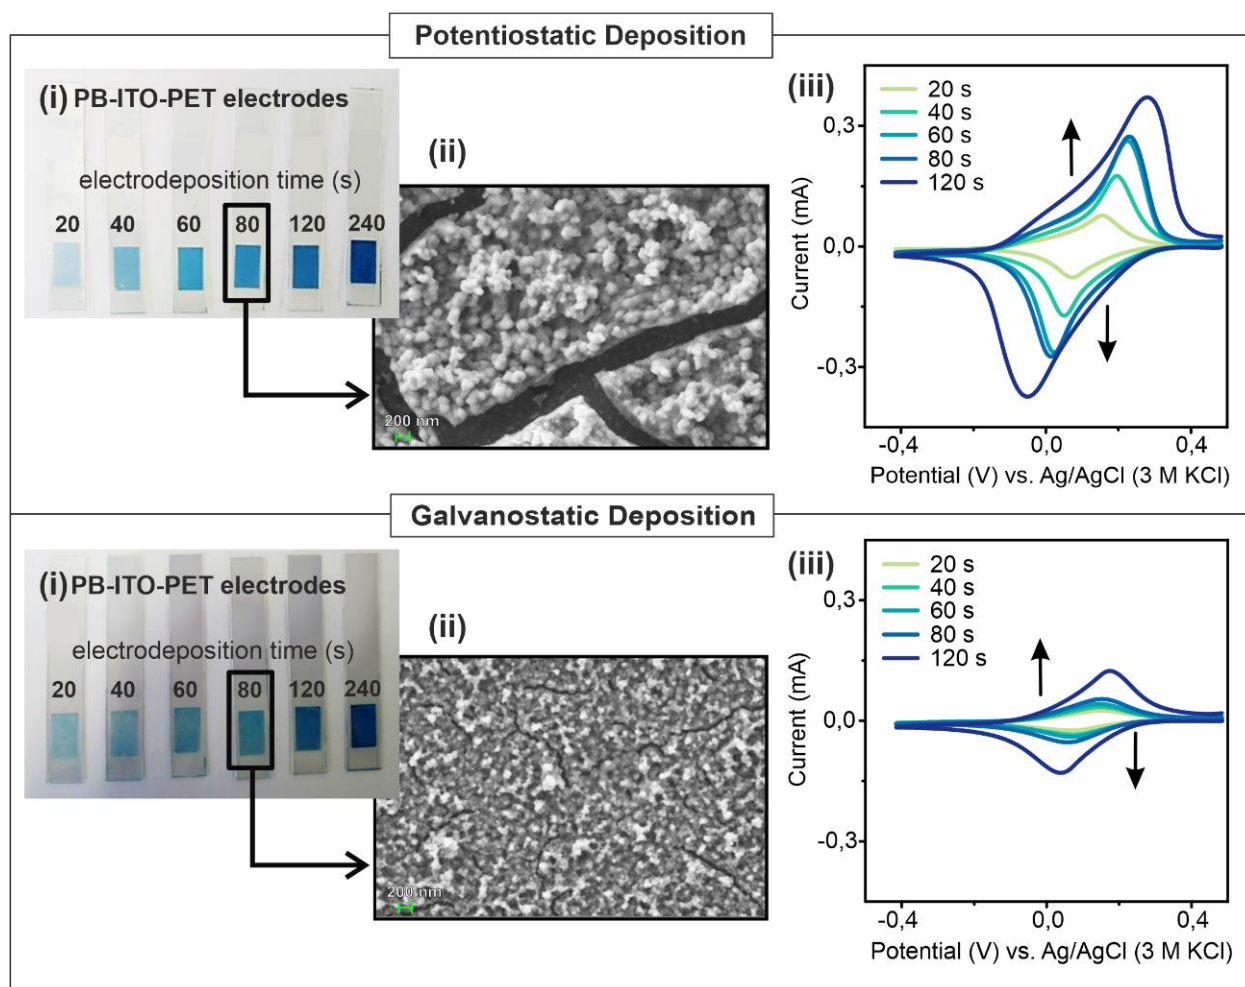 Potentiostatic Deposition
(i) PB-ITO-PET electrodes
electrodeposition time (s)
20 40 60 80 120 240
(ii)
200 nm
(iii)
20 s
40 s
60 s
80 s
120 s
0,3
0,0
-0,3
Current (mA)
-0,4 0,0 0,4
Potential (V) vs. Ag/AgCl (3 M KCl)
Galvanostatic Deposition
(i) PB-ITO-PET electrodes
electrodeposition time (s)
20 40 60 80 120 240
(ii)
200 nm
(iii)
20 s
40 s
60 s
80 s
120 s
0,3
0,0
-0,3
Current (mA)
-0,4 0,0 0,4
Potential (V) vs. Ag/AgCl (3 M KCl)